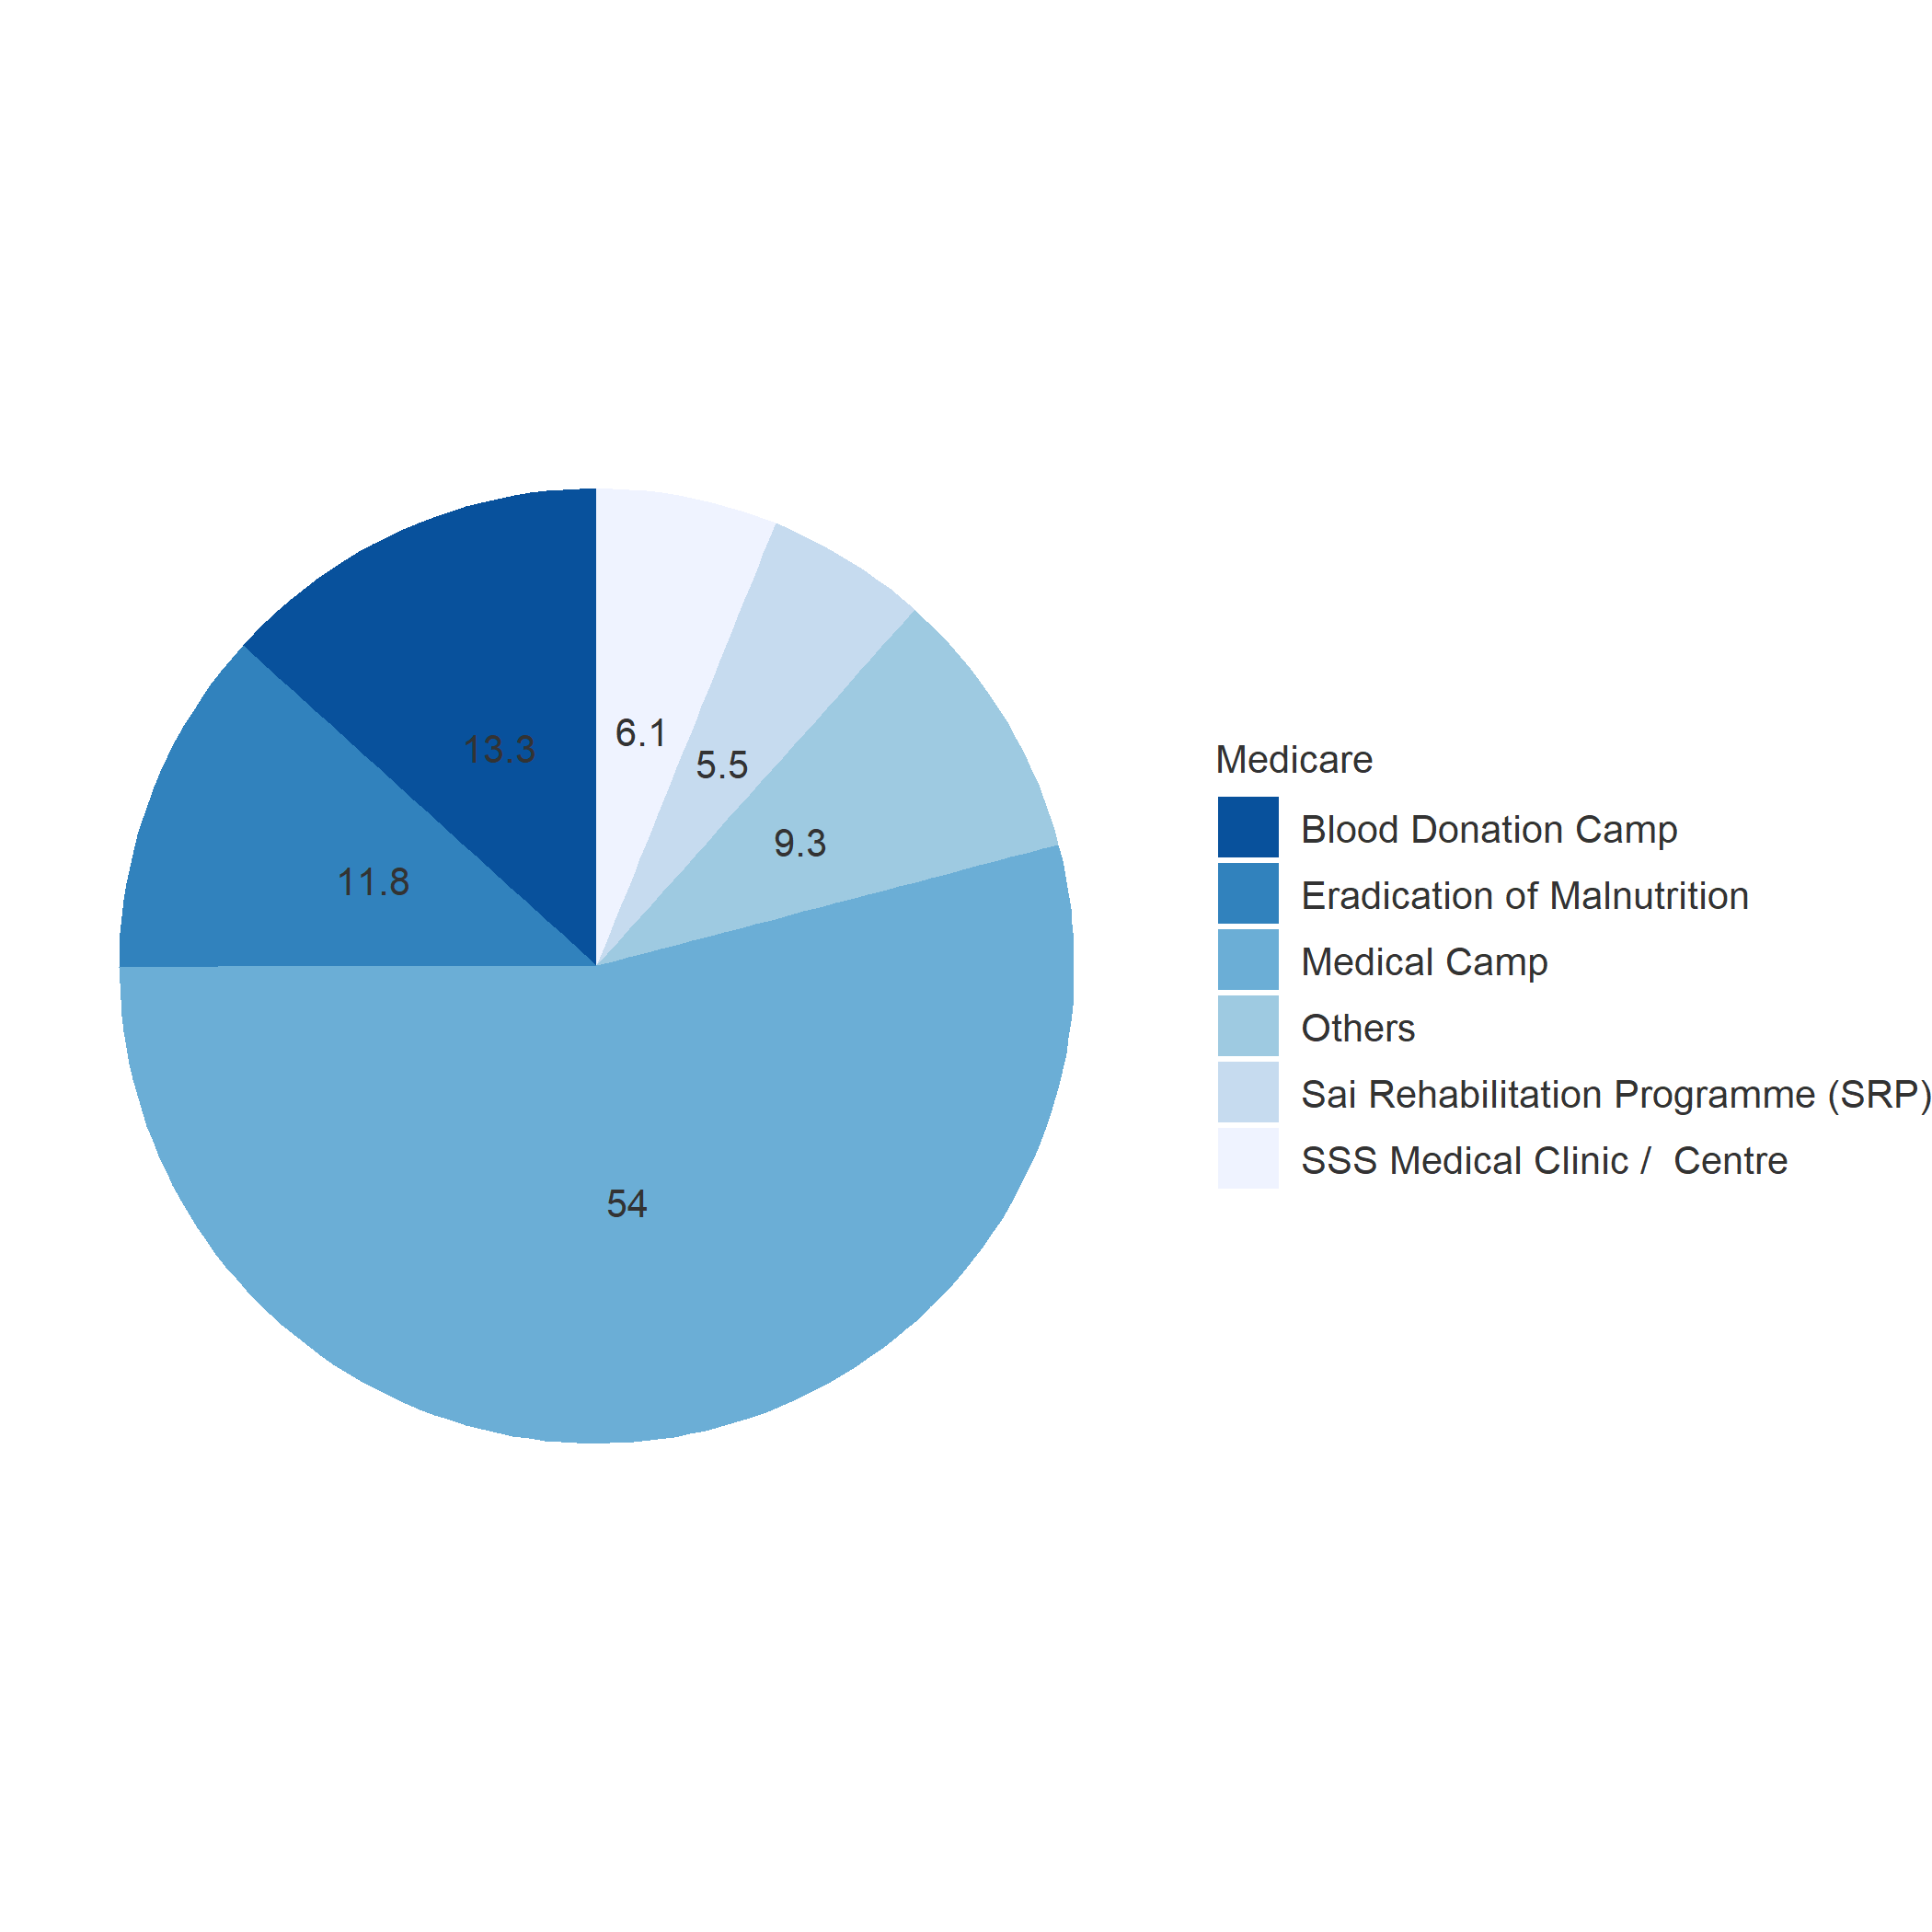 13.3
6.1
5.5
9.3
11.8
54
Medicare
Blood Donation Camp
Eradication of Malnutrition
Medical Camp
Others
Sai Rehabilitation Programme (SRP)
SSS Medical Clinic /  Centre